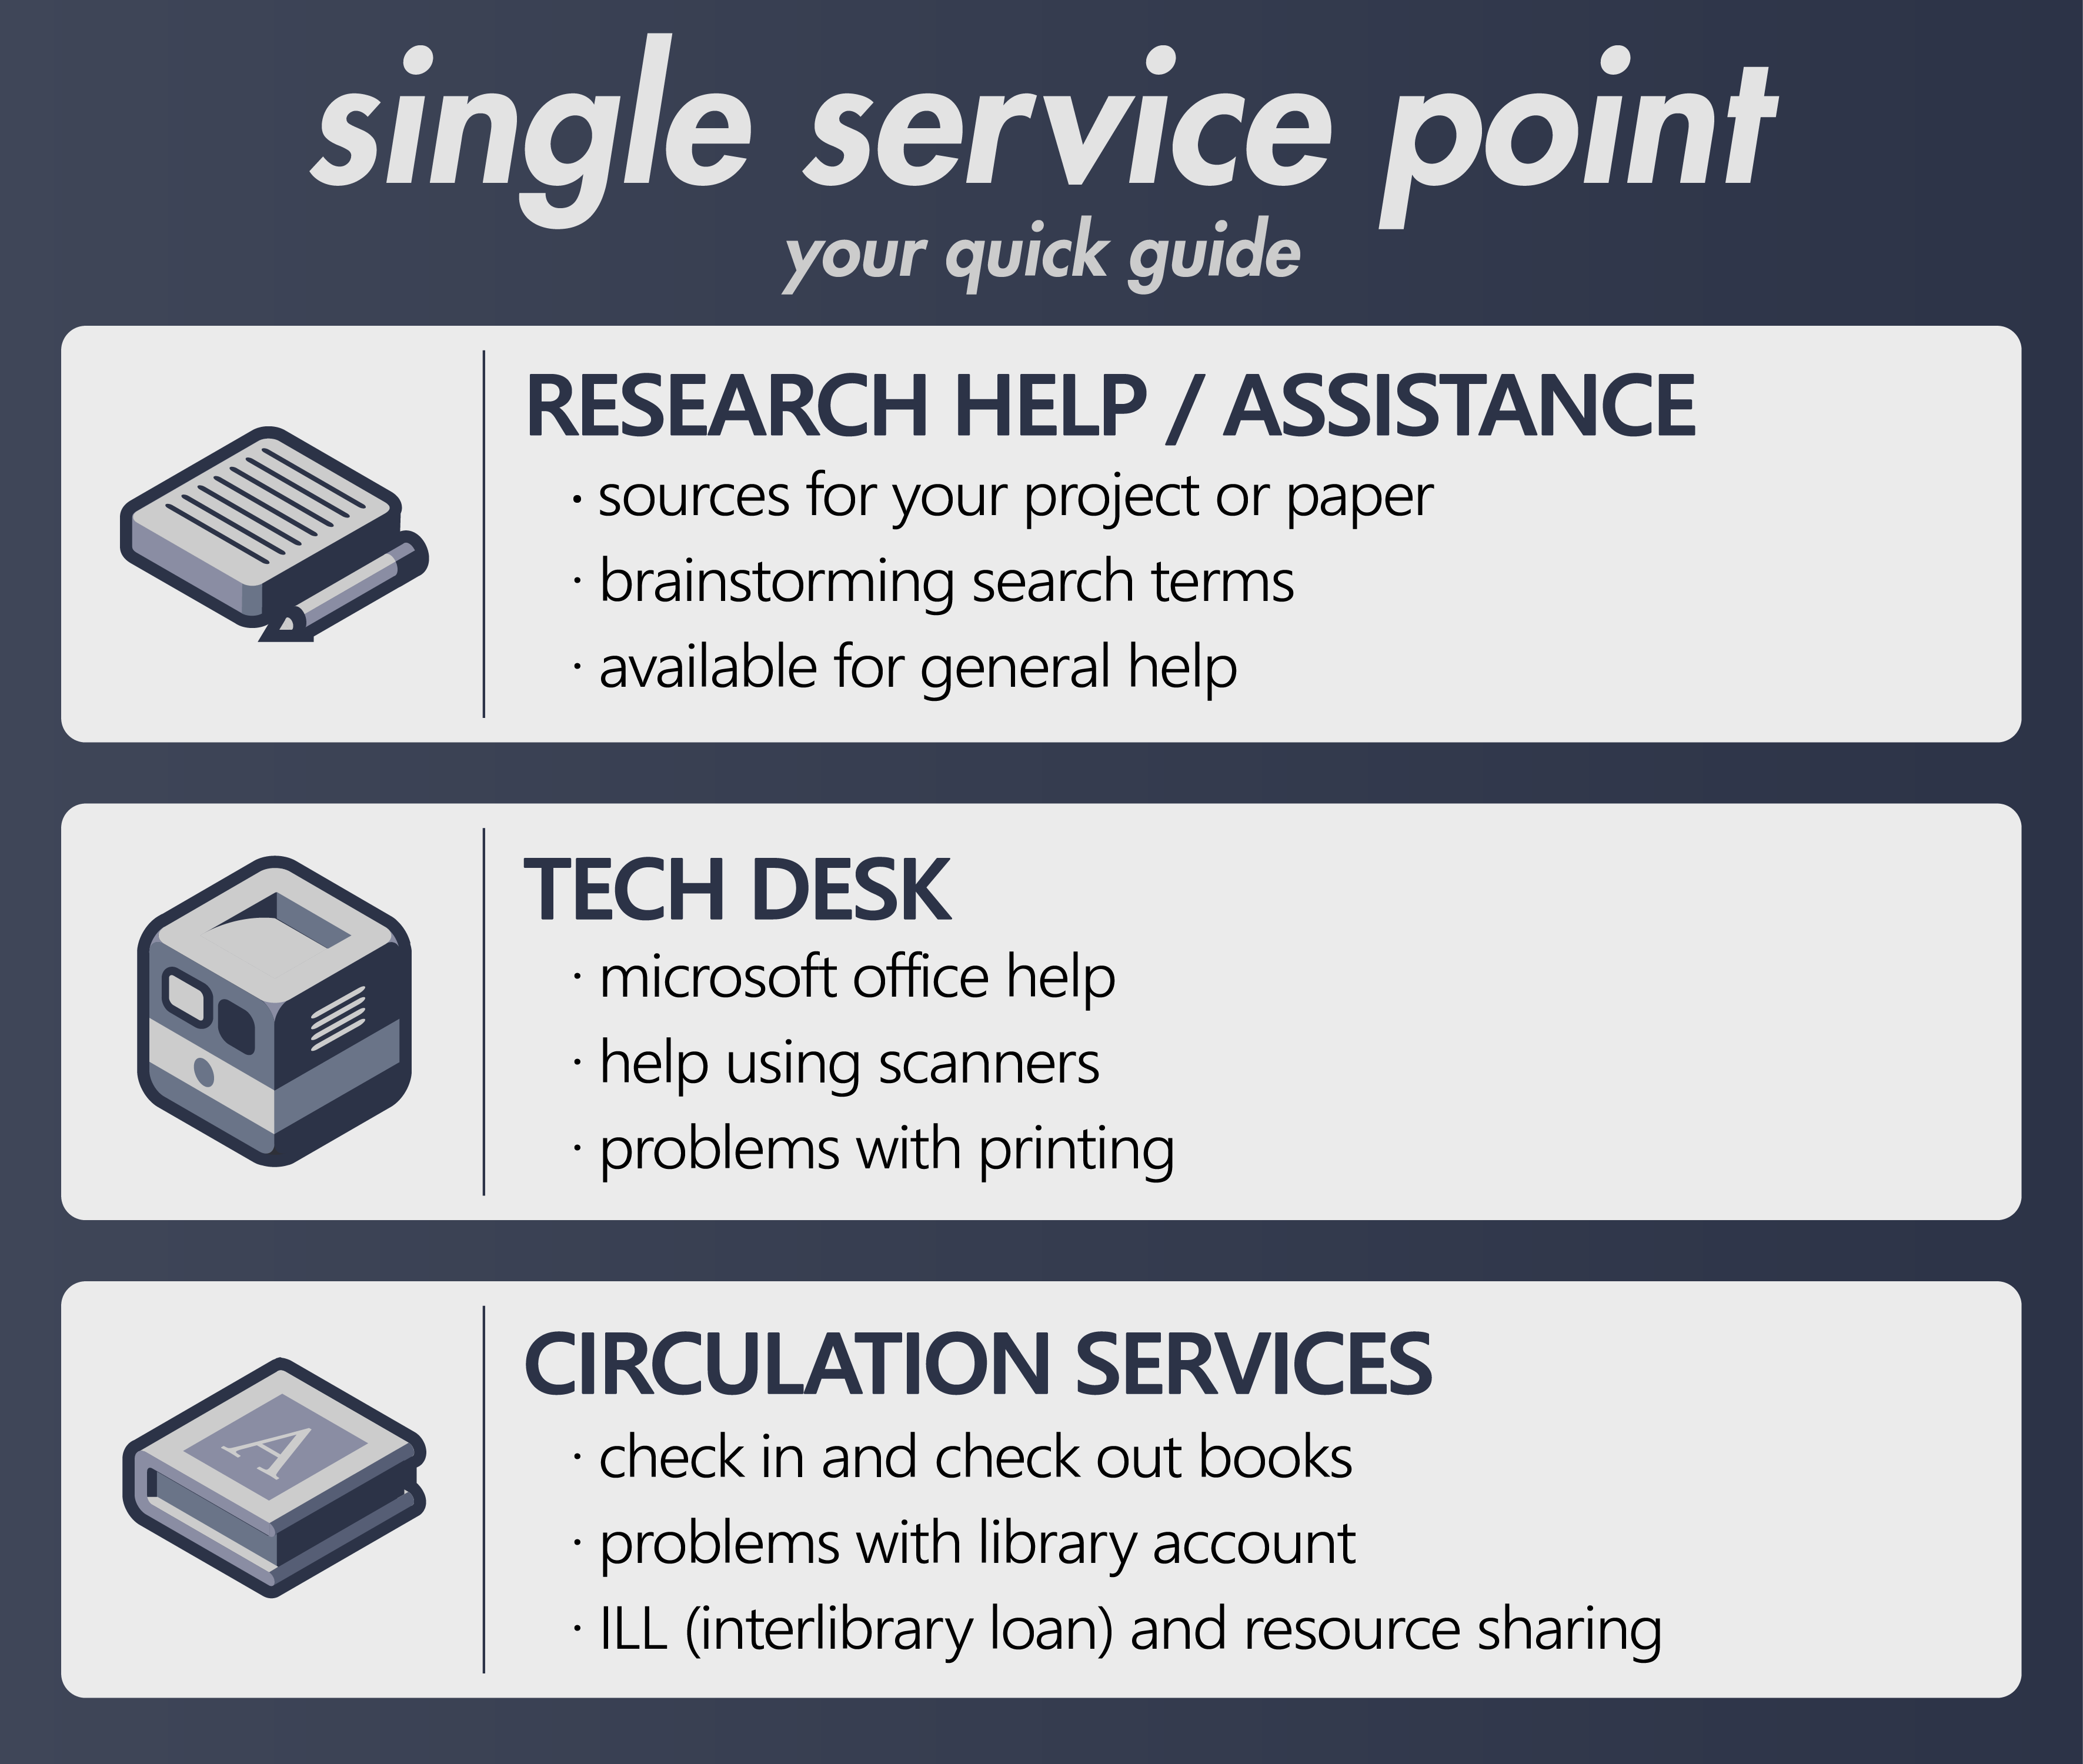 single service point
your quick guide
RESEARCH HELP / ASSISTANCE
· sources for your project or paper
· brainstorming search terms
· available for general help
TECH DESK
· microsoft office help
· help using scanners
· problems with printing
CIRCULATION SERVICES
A
· check in and check out books
· problems with library account
· ILL (interlibrary loan) and resource sharing